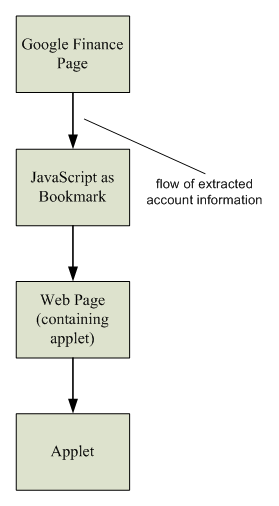 Google Finance
Page
JavaScript as
Bookmark
flow of extracted
account information
Web Page
(containing
applet)
Applet